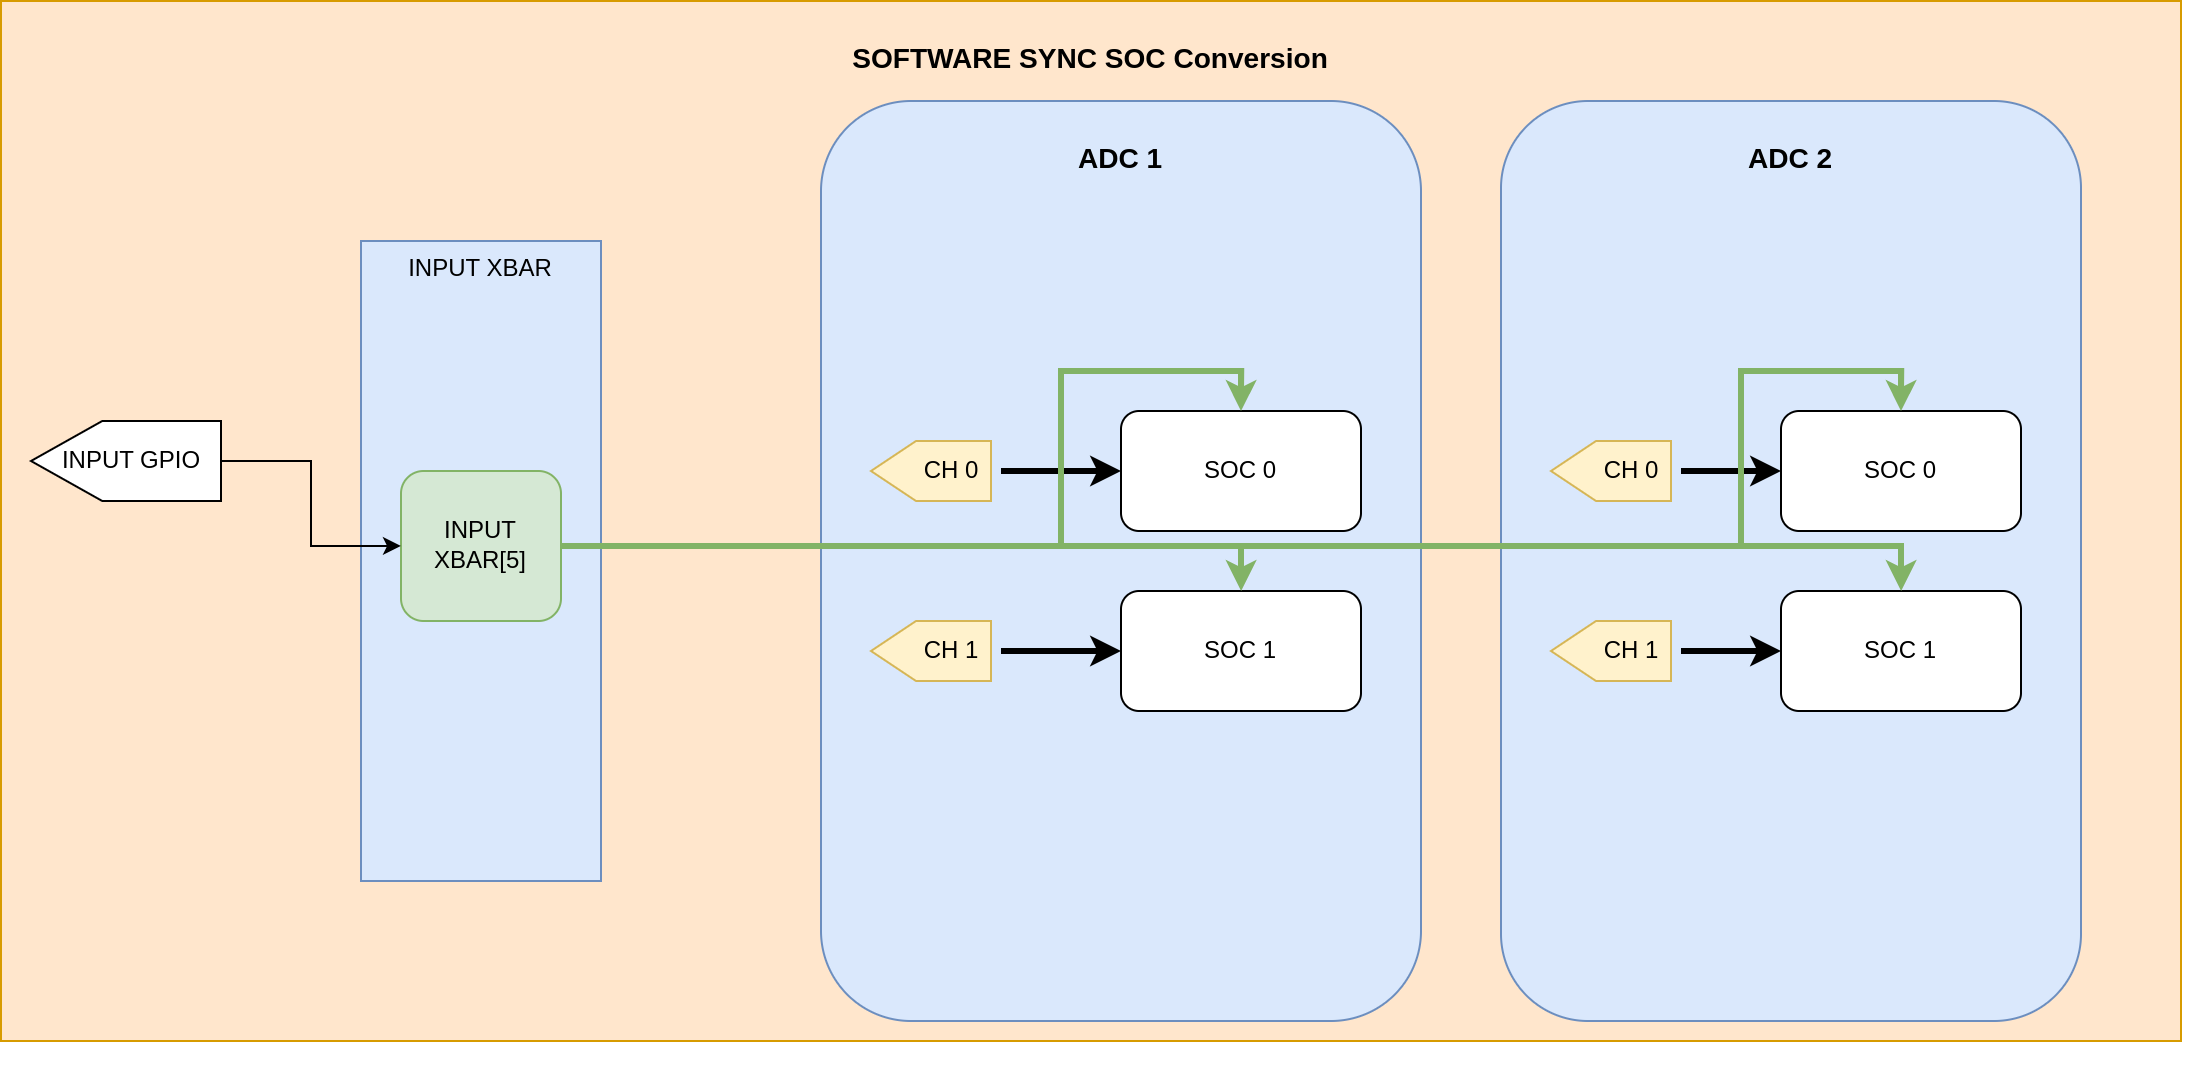 SOFTWARE SYNC SOC Conversion
INPUT XBAR
INPUT GPIO
INPUT
XBAR[5]
ADC 1
CH 0
SOC 0
CH 1
SOC 1
ADC 2
CH 0
SOC 0
CH 1
SOC 1